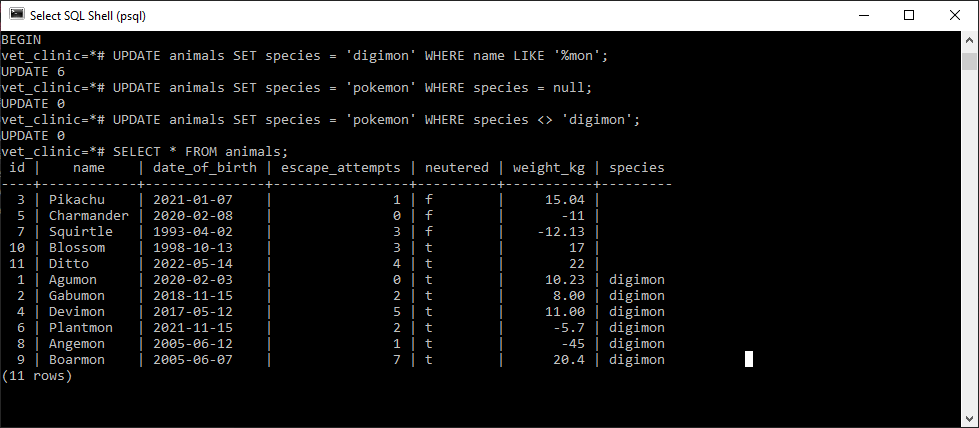 Select SQL Shell (psql)
BEGIN
vet_clinic=*# UPDATE animals SET species = 'digimon' WHERE name LIKE '%mon';
UPDATE 6
vet_clinic=*# UPDATE animals SET species = 'pokemon' WHERE species = null;
UPDATE 0
vet_clinic=*# UPDATE animals SET species = 'pokemon' WHERE species <> 'digimon';
UPDATE 0
vet_clinic=*# SELECT * FROM animals;
 id |    name    | date_of_birth | escape_attempts | neutered | weight_kg | species
----+------------+---------------+-----------------+----------+-----------+---------
  3 | Pikachu    | 2021-01-07    |               1 | f        |     15.04 |
  5 | Charmander | 2020-02-08    |               0 | f        |       -11 |
  7 | Squirtle   | 1993-04-02    |               3 | f        |    -12.13 |
 10 | Blossom    | 1998-10-13    |               3 | t        |        17 |
 11 | Ditto      | 2022-05-14    |               4 | t        |        22 |
  1 | Agumon     | 2020-02-03    |               0 | t        |     10.23 | digimon
  2 | Gabumon    | 2018-11-15    |               2 | t        |      8.00 | digimon
  4 | Devimon    | 2017-05-12    |               5 | t        |     11.00 | digimon
  6 | Plantmon   | 2021-11-15    |               2 | t        |      -5.7 | digimon
  8 | Angemon    | 2005-06-12    |               1 | t        |       -45 | digimon
  9 | Boarmon    | 2005-06-07    |               7 | t        |      20.4 | digimon
(11 rows)